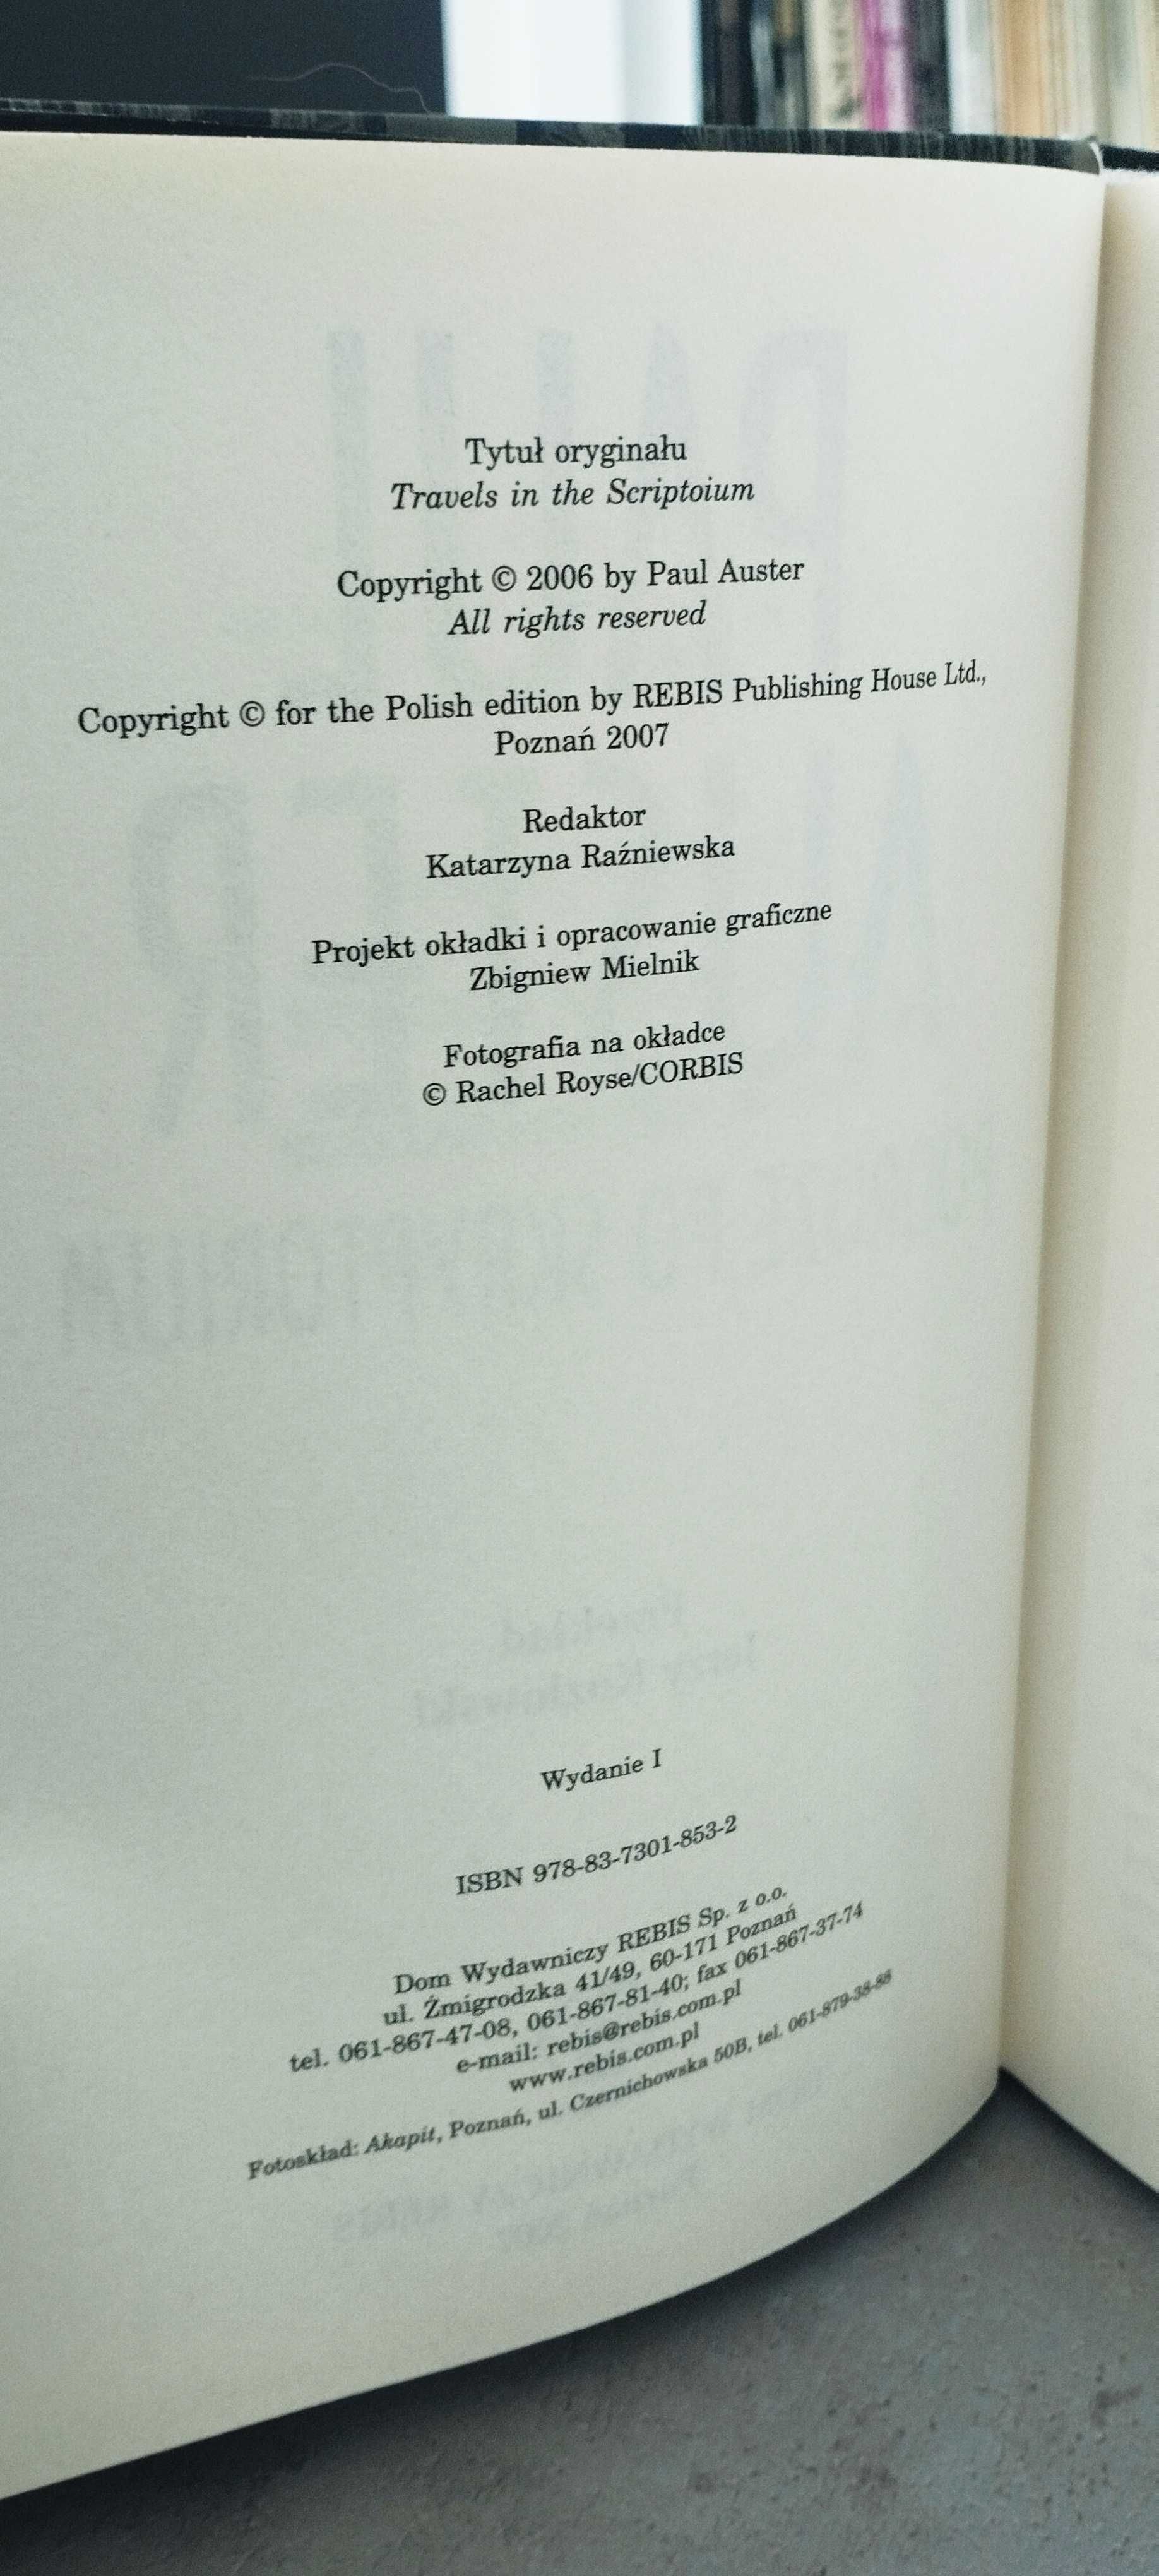 Tytuł oryginału
Travels in the Scriptoium
Copyright © 2006 by Paul Auster
All rights reserved
Copyright © for the Polish edition by REBIS Publishing House Ltd.,
Poznań 2007
Redaktor
Katarzyna Raźniewska
Projekt okładki i opracowanie graficzne
Zbigniew Mielnik
Fotografia na okładce
© Rachel Royse/CORBIS
Wydanie I
ISBN 978-83-7301-853-2
Dom Wydawniczy REBIS Sp. z o.o.
ul. Żmigrodzka 41/49, 60-171 Poznań
tel. 061-867-47-08, 061-867-81-40; fax 061-867-37-74
e-mail: rebis@rebis.com.pl
www.rebis.com.pl
Fotoskład: Akapit, Poznań, ul. Czernichowska 50B, tel. 061-879-38-88